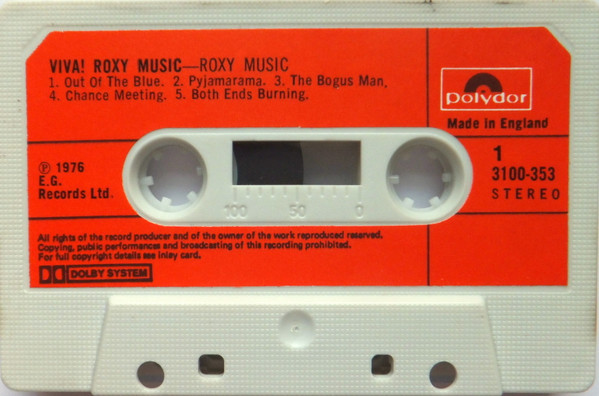 VIVA! ROXY MUSIC—ROXY MUSIC
1. Out Of The Blue. 2. Pyjamarama. 3. The Bogus Man.
4. Chance Meeting. 5. Both Ends Burning.
polydor
Made in England
℗ 1976
E.G.
Records Ltd.
1
3100-353
STEREO
100 50 0
All rights of the record producer and of the owner of the work reproduced reserved.
Copying, public performances and broadcasting of this recording prohibited.
For full copyright details see inlay card.
DOLBY SYSTEM